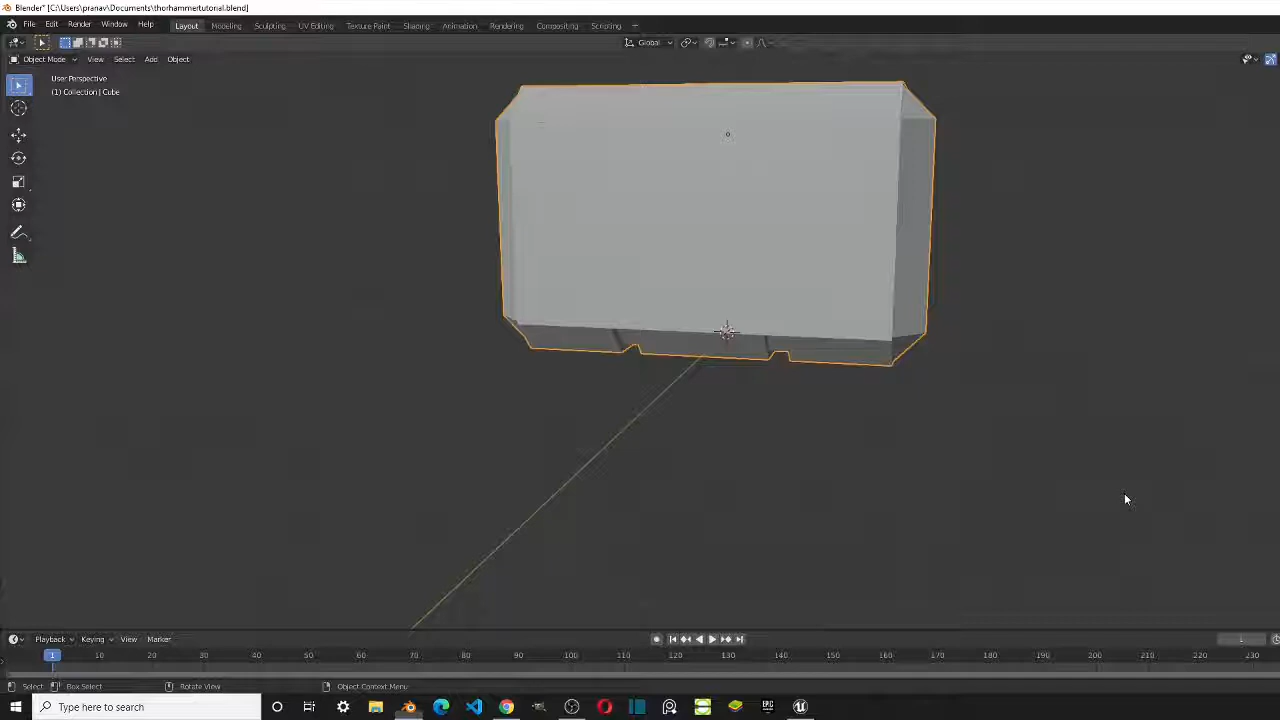 Blender* [C:\Users\pranav\Documents\thorhammertutorial.blend]
File Edit Render Window Help Layout Modeling Sculpting UV Editing Texture Paint Shading Animation Rendering Compositing Scripting +
Global
Object Mode View Select Add Object
User Perspective
(1) Collection | Cube
Playback Keying View Marker 1
1 10 20 30 40 50 60 70 80 90 100 110 120 130 140 150 160 170 180 190 200 210 220 230
Select Box Select Rotate View Object Context Menu
Type here to search EPIC